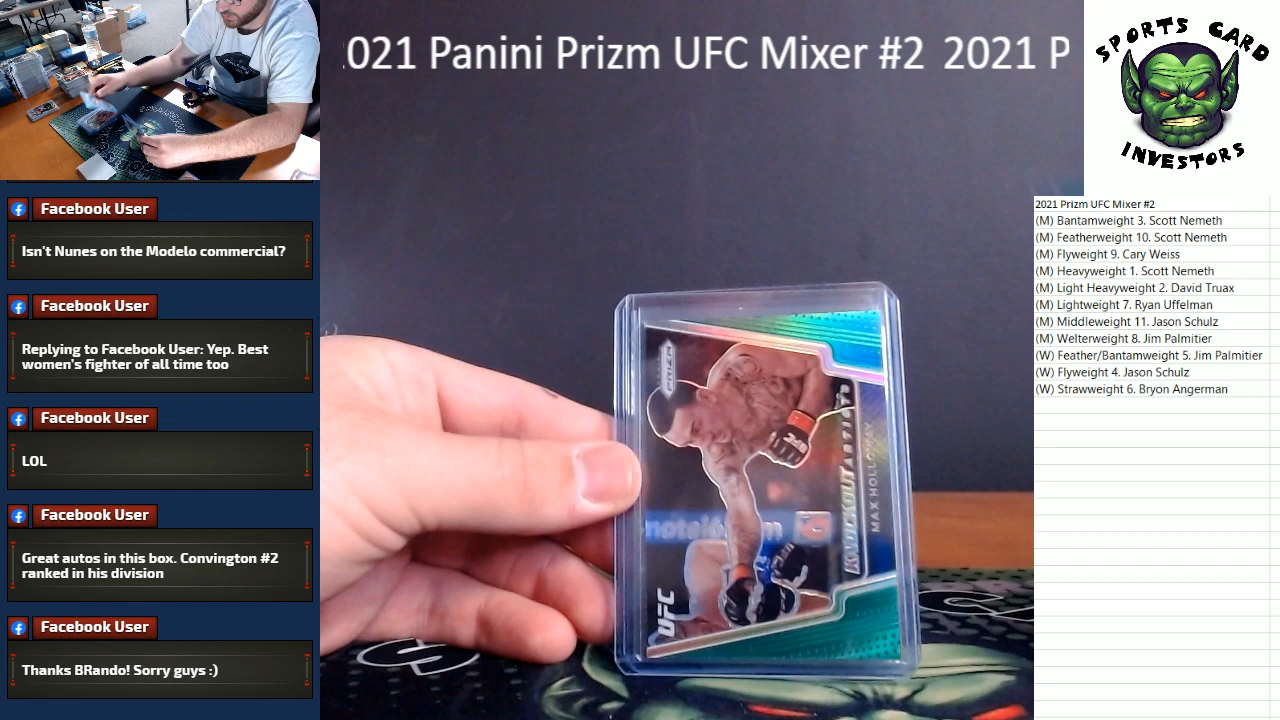 2021 Panini Prizm UFC Mixer #2 2021 P
SPORTS CARD
INVESTORS
Facebook User
Isn't Nunes on the Modelo commercial?
Facebook User
Replying to Facebook User: Yep. Best
women's fighter of all time too
Facebook User
LOL
Facebook User
Great autos in this box. Convington #2
ranked in his division
Facebook User
Thanks BRando! Sorry guys :)
PRIZM
KNOCKOUT ARTISTS
MAX HOLLOWAY
UFC
2021 Prizm UFC Mixer #2
(M) Bantamweight 3. Scott Nemeth
(M) Featherweight 10. Scott Nemeth
(M) Flyweight 9. Cary Weiss
(M) Heavyweight 1. Scott Nemeth
(M) Light Heavyweight 2. David Truax
(M) Lightweight 7. Ryan Uffelman
(M) Middleweight 11. Jason Schulz
(M) Welterweight 8. Jim Palmitier
(W) Feather/Bantamweight 5. Jim Palmitier
(W) Flyweight 4. Jason Schulz
(W) Strawweight 6. Bryon Angerman